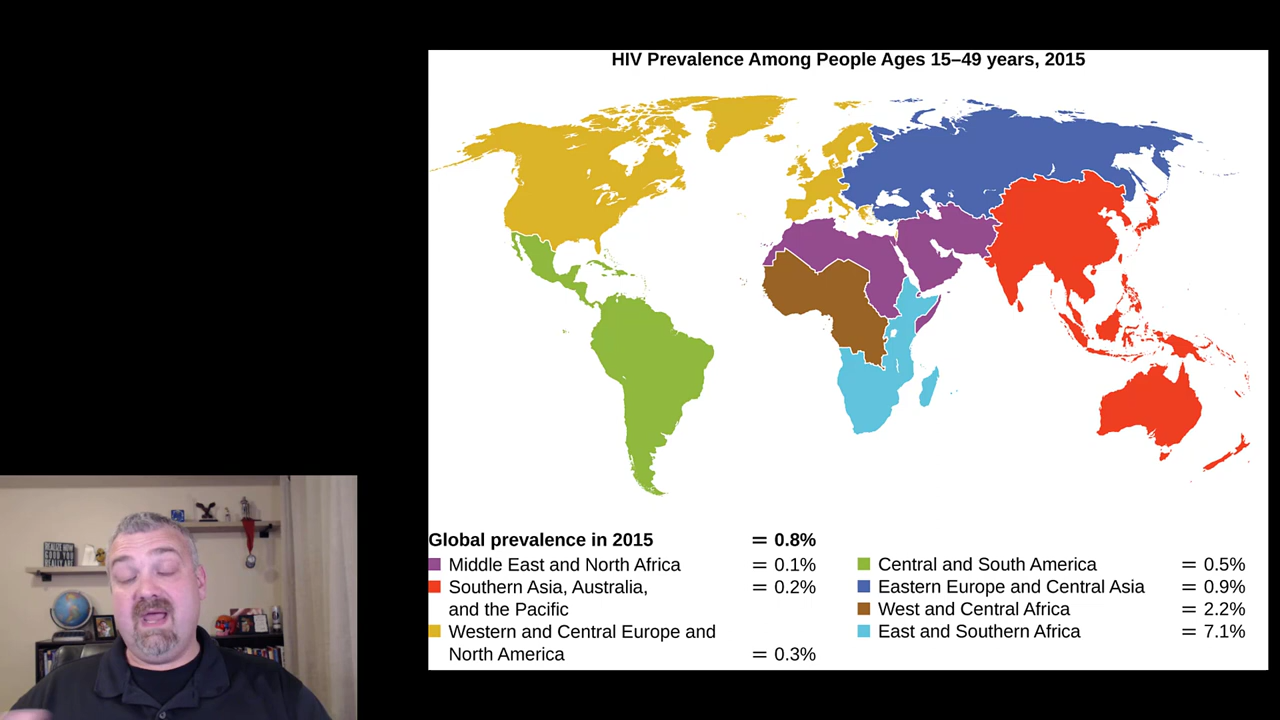 HIV Prevalence Among People Ages 15–49 years, 2015
Global prevalence in 2015 = 0.8%
Middle East and North Africa = 0.1%
Southern Asia, Australia,
and the Pacific = 0.2%
Western and Central Europe and
North America = 0.3%
Central and South America = 0.5%
Eastern Europe and Central Asia = 0.9%
West and Central Africa = 2.2%
East and Southern Africa = 7.1%